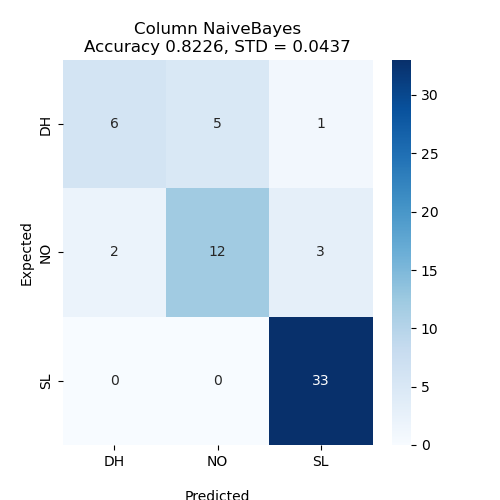 Column NaiveBayes
Accuracy 0.8226, STD = 0.0437
DH 6 5 1
NO 2 12 3
SL 0 0 33
Expected
DH NO SL
Predicted
30
25
20
15
10
5
0